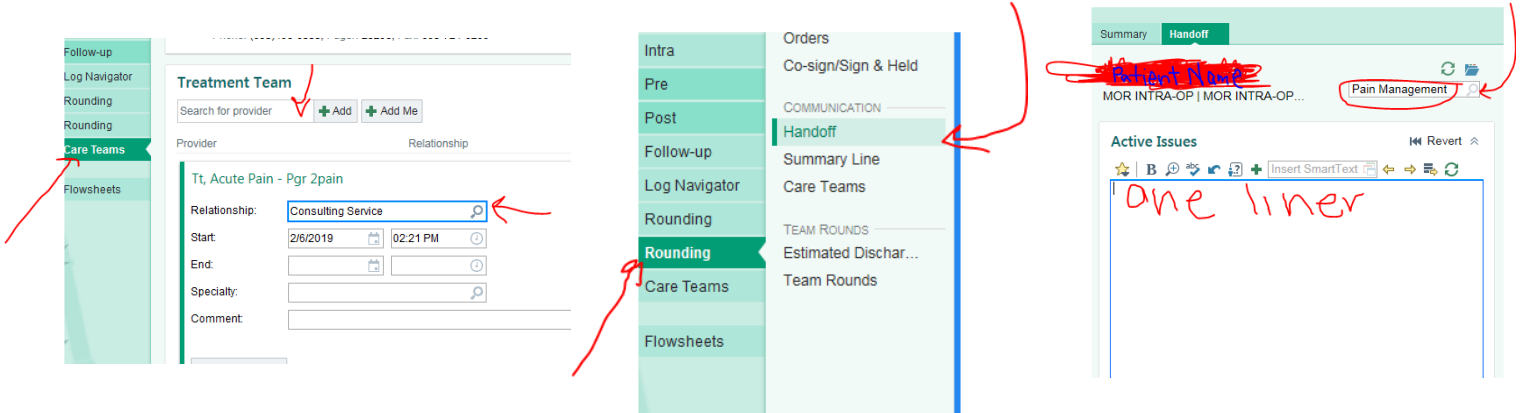 Follow-up
Log Navigator
Rounding
Rounding
Care Teams
Flowsheets
Treatment Team
Search for provider
Add
Add Me
Provider Relationship
Tt, Acute Pain - Pgr 2pain
Relationship: Consulting Service
Start: 2/6/2019 02:21 PM
End:
Specialty:
Comment:
Intra
Pre
Post
Follow-up
Log Navigator
Rounding
Rounding
Care Teams
Flowsheets
Orders
Co-sign/Sign & Held
COMMUNICATION
Handoff
Summary Line
Care Teams
TEAM ROUNDS
Estimated Dischar...
Team Rounds
Summary Handoff
Patient Name
MOR INTRA-OP | MOR INTRA-OP...
Pain Management
Active Issues Revert
B abc Insert SmartText
one liner